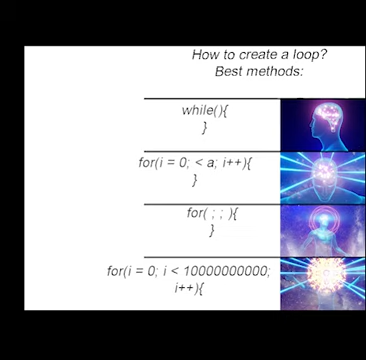 How to create a loop?
Best methods:
while(){
}
for(i = 0; < a; i++){
}
for( ; ; ){
}
for(i = 0; i < 10000000000;
i++){